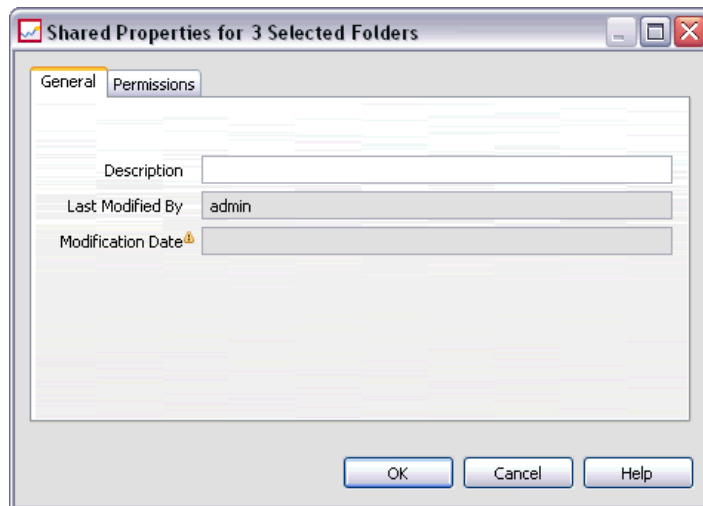 Shared Properties for 3 Selected Folders
General Permissions
Description
Last Modified By admin
Modification Date
OK Cancel Help